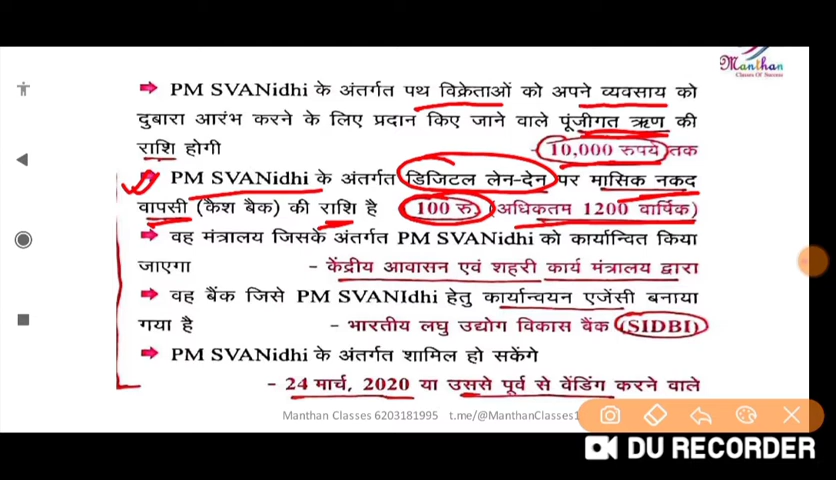 Manthan
Classes Of Success
➡ PM SVANidhi के अंतर्गत पथ विक्रेताओं को अपने व्यवसाय को
दुबारा आरंभ करने के लिए प्रदान किए जाने वाले पूंजीगत ऋण की
राशि होगी - 10,000 रुपये तक
➡ PM SVANidhi के अंतर्गत डिजिटल लेन-देन पर मासिक नकद
वापसी (कैश बैक) की राशि है 100 रु (अधिकतम 1200 वार्षिक)
➡ वह मंत्रालय जिसके अंतर्गत PM SVANidhi को कार्यान्वित किया
जाएगा - केंद्रीय आवासन एवं शहरी कार्य मंत्रालय द्वारा
➡ वह बैंक जिसे PM SVANIdhi हेतु कार्यान्वयन एजेंसी बनाया
गया है - भारतीय लघु उद्योग विकास बैंक (SIDBI)
➡ PM SVANidhi के अंतर्गत शामिल हो सकेंगे
- 24 मार्च, 2020 या उससे पूर्व से वेंडिंग करने वाले
Manthan Classes 6203181995 t.me/@ManthanClasses1
DU RECORDER